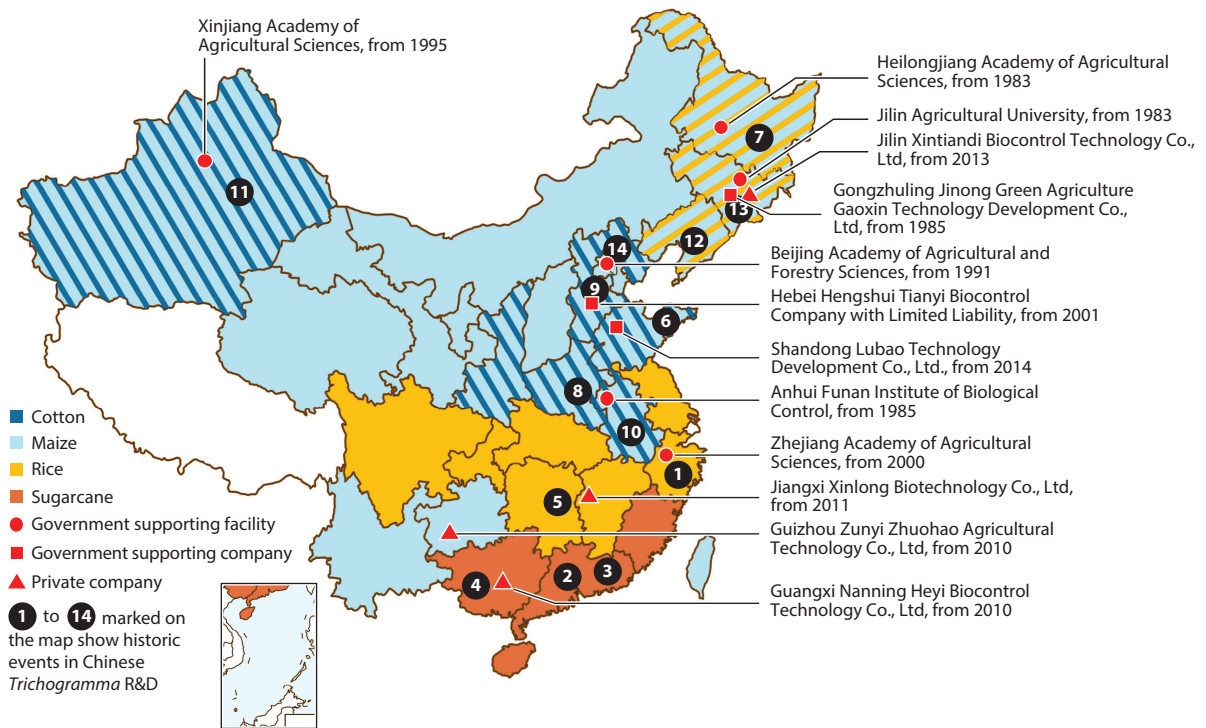 Xinjiang Academy of
Agricultural Sciences, from 1995
Heilongjiang Academy of Agricultural
Sciences, from 1983
Jilin Agricultural University, from 1983
Jilin Xintiandi Biocontrol Technology Co.,
Ltd, from 2013
Gongzhuling Jinong Green Agriculture
Gaoxin Technology Development Co.,
Ltd, from 1985
Beijing Academy of Agricultural and
Forestry Sciences, from 1991
Hebei Hengshui Tianyi Biocontrol
Company with Limited Liability, from 2001
Shandong Lubao Technology
Development Co., Ltd., from 2014
Anhui Funan Institute of Biological
Control, from 1985
Zhejiang Academy of Agricultural
Sciences, from 2000
Jiangxi Xinlong Biotechnology Co., Ltd,
from 2011
Guizhou Zunyi Zhuohao Agricultural
Technology Co., Ltd, from 2010
Guangxi Nanning Heyi Biocontrol
Technology Co., Ltd, from 2010
7
11
13
12
14
9
6
8
10
1
5
4
2
3
Cotton
Maize
Rice
Sugarcane
Government supporting facility
Government supporting company
Private company
1 to 14 marked on
the map show historic
events in Chinese
Trichogramma R&D